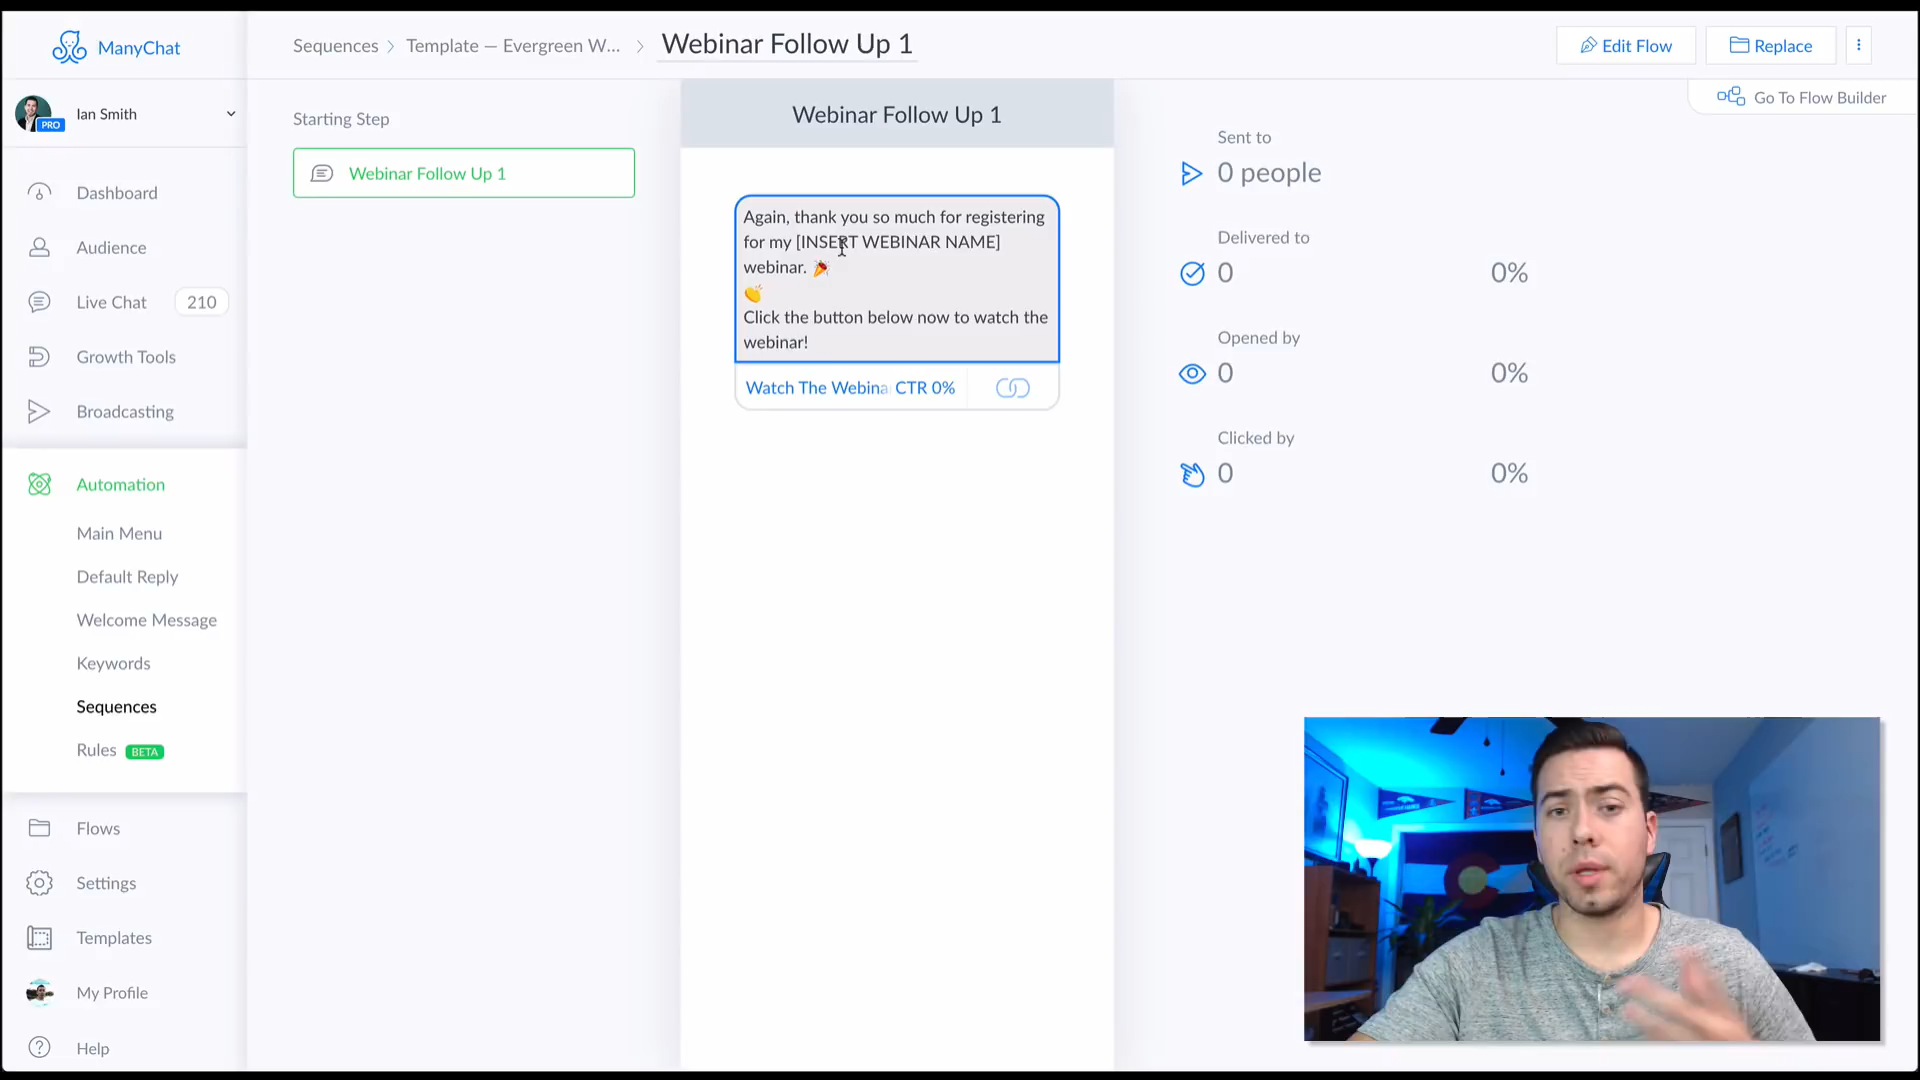 ManyChat
Sequences
Template — Evergreen W...
Webinar Follow Up 1
Edit Flow
Replace
Go To Flow Builder
Ian Smith
PRO
Dashboard
Audience
Live Chat
210
Growth Tools
Broadcasting
Automation
Main Menu
Default Reply
Welcome Message
Keywords
Sequences
Rules
BETA
Flows
Settings
Templates
My Profile
Help
Starting Step
Webinar Follow Up 1
Webinar Follow Up 1
Again, thank you so much for registering
for my [INSERT WEBINAR NAME]
webinar. 🎉
👏
Click the button below now to watch the
webinar!
Watch The Webina CTR 0%
Sent to
0 people
Delivered to
0 0%
Opened by
0 0%
Clicked by
0 0%